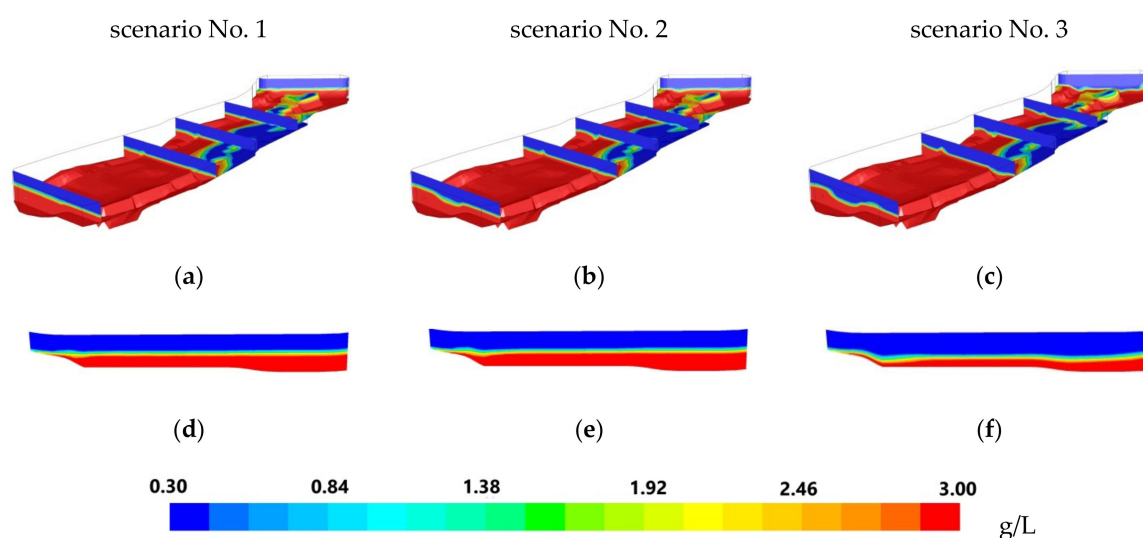 scenario No. 1 scenario No. 2 scenario No. 3
(a) (b) (c)
(d) (e) (f)
0.30 0.84 1.38 1.92 2.46 3.00
g/L